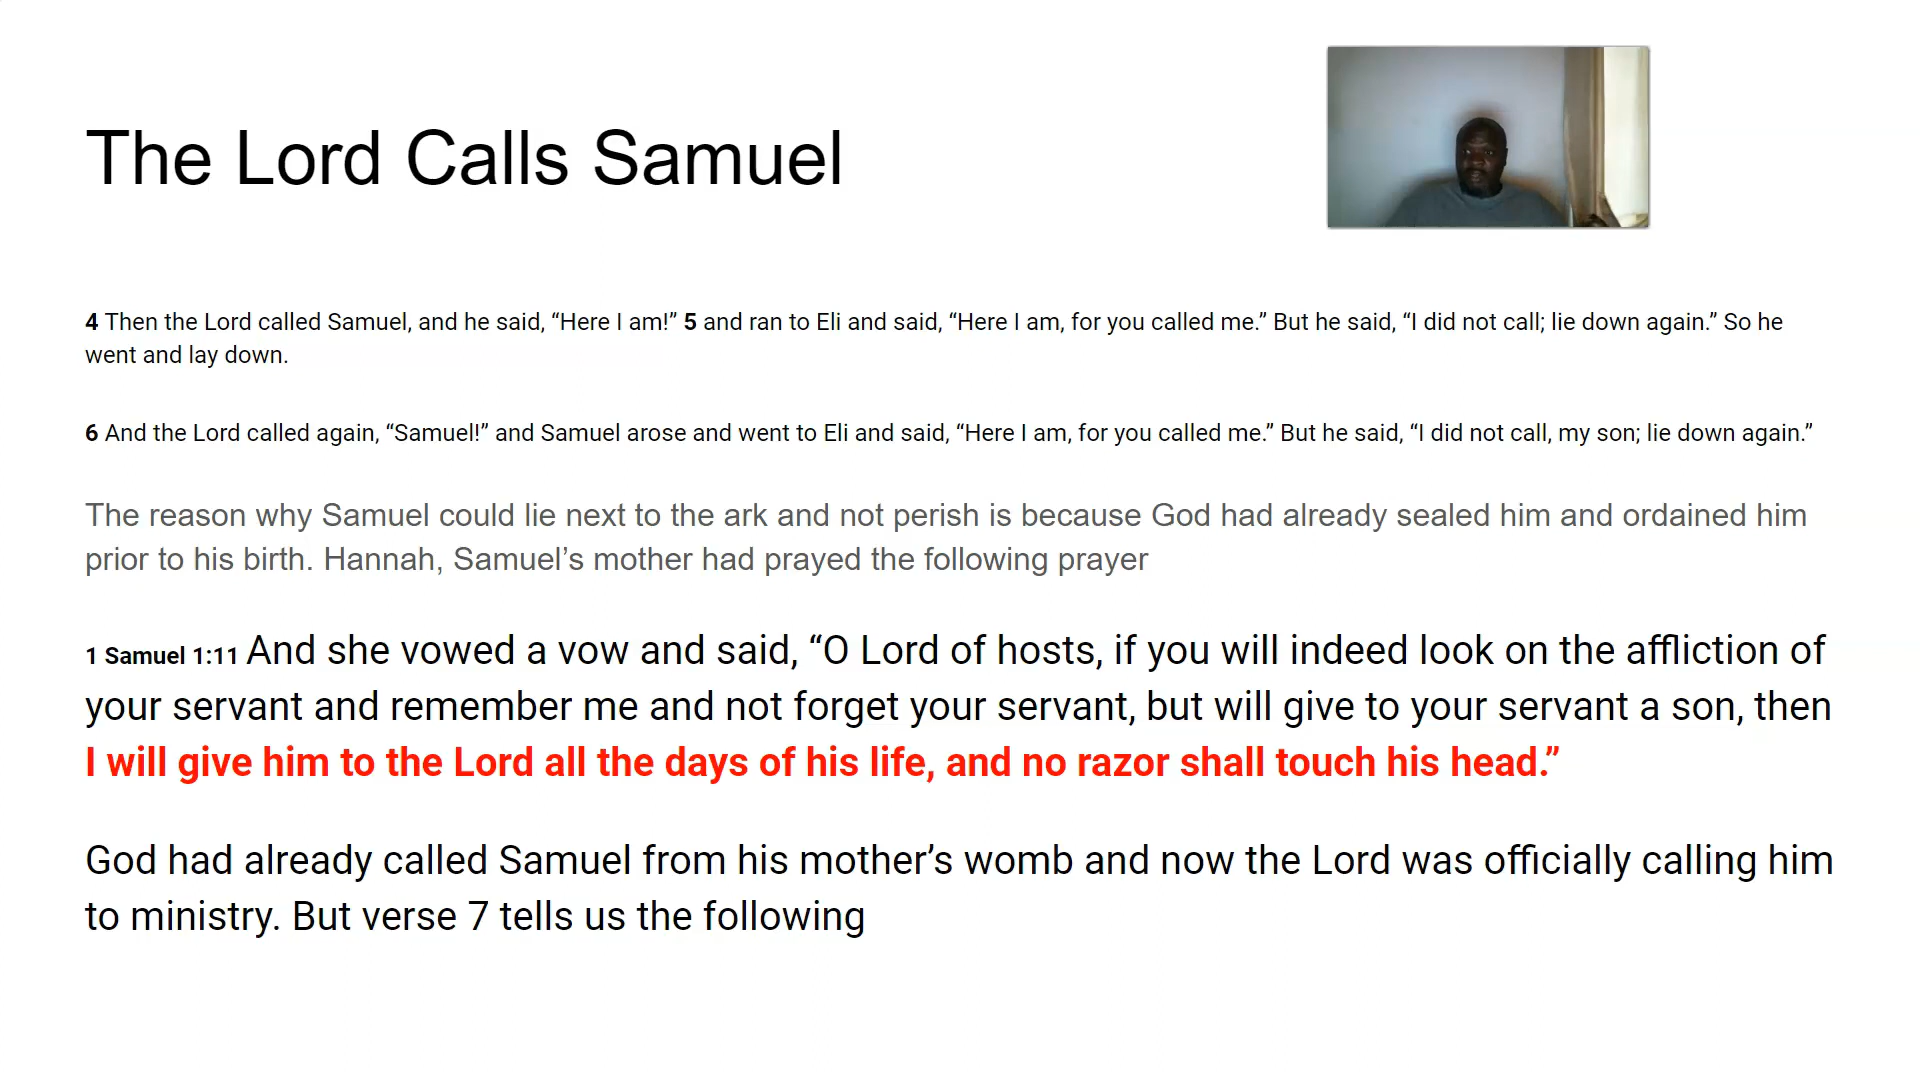 The Lord Calls Samuel
4 Then the Lord called Samuel, and he said, “Here I am!” 5 and ran to Eli and said, “Here I am, for you called me.” But he said, “I did not call; lie down again.” So he
went and lay down.
6 And the Lord called again, “Samuel!” and Samuel arose and went to Eli and said, “Here I am, for you called me.” But he said, “I did not call, my son; lie down again.”
The reason why Samuel could lie next to the ark and not perish is because God had already sealed him and ordained him
prior to his birth. Hannah, Samuel’s mother had prayed the following prayer
1 Samuel 1:11 And she vowed a vow and said, “O Lord of hosts, if you will indeed look on the affliction of
your servant and remember me and not forget your servant, but will give to your servant a son, then
I will give him to the Lord all the days of his life, and no razor shall touch his head.”
God had already called Samuel from his mother’s womb and now the Lord was officially calling him
to ministry. But verse 7 tells us the following